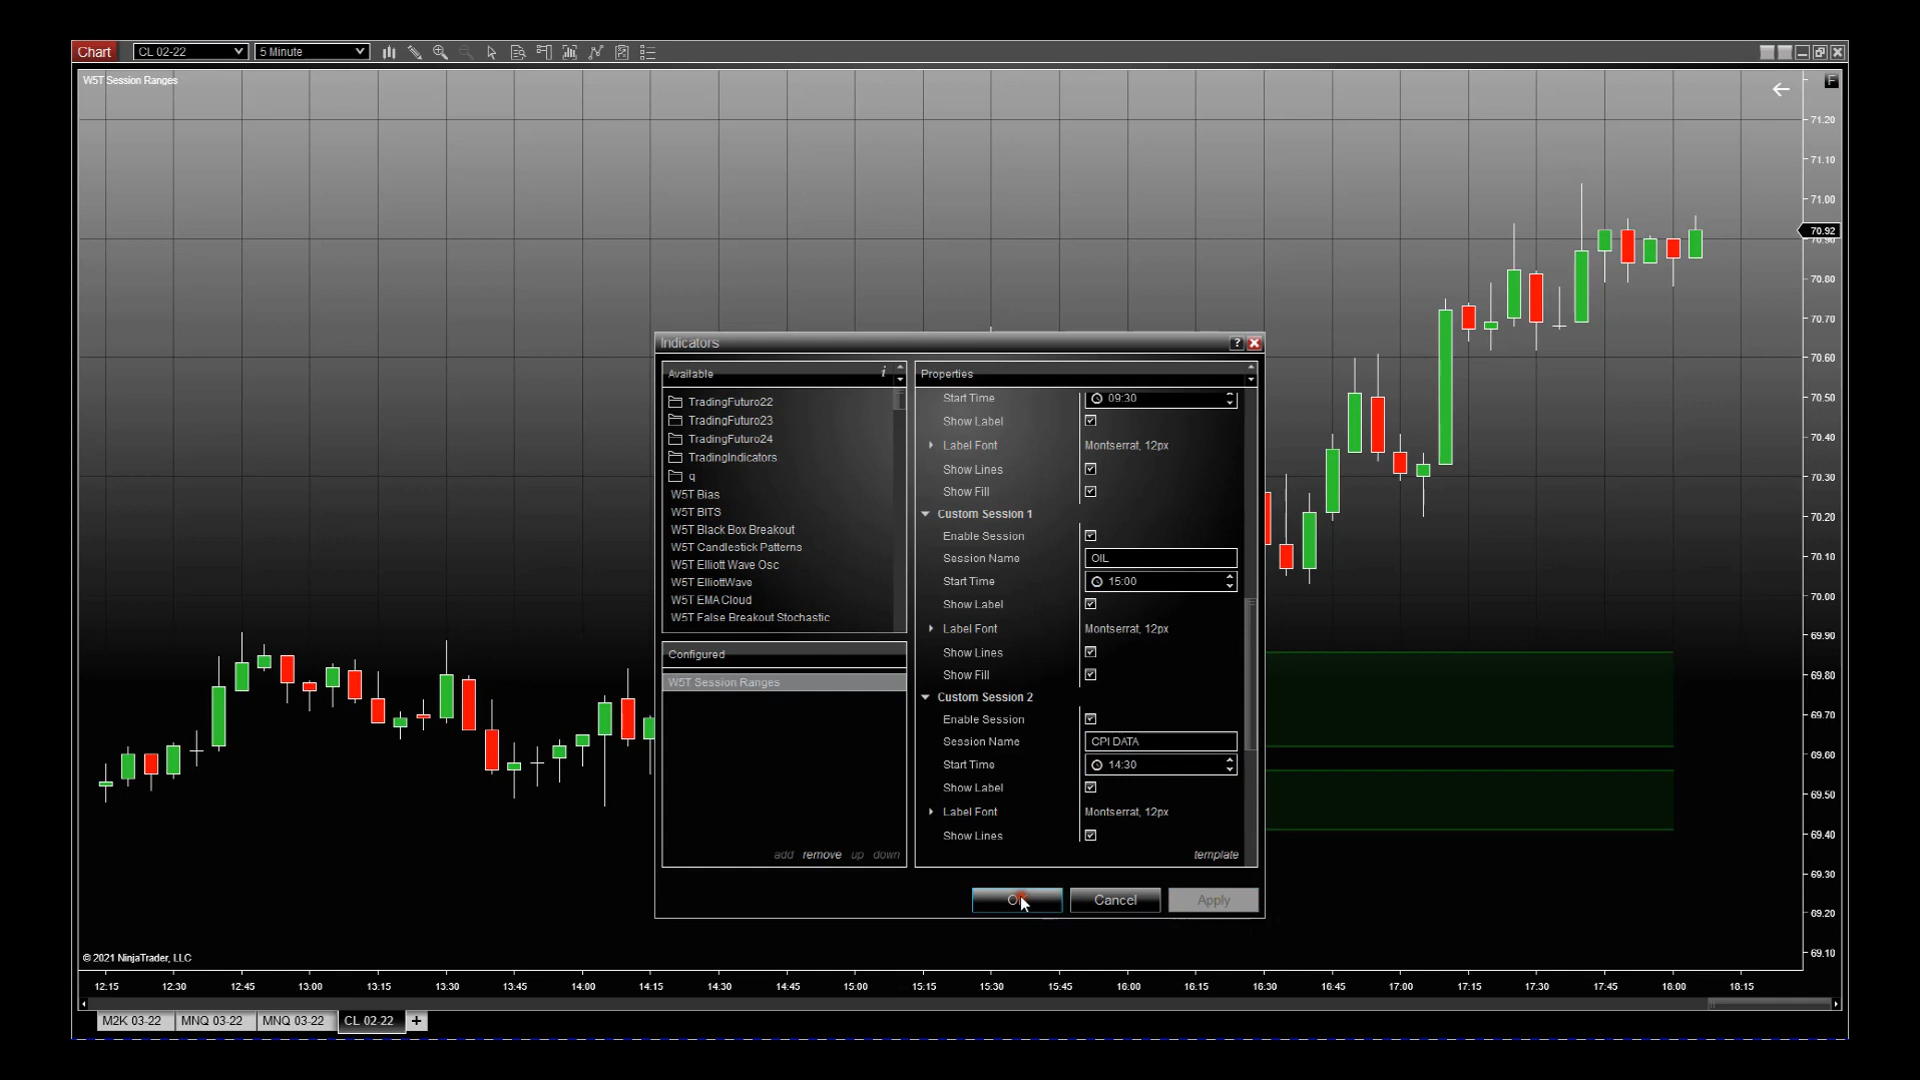 Chart
CL 02-22
5 Minute
W5T Session Ranges
F
71.20
71.10
71.00
70.92
70.90
70.80
70.70
70.60
70.50
70.40
70.30
70.20
70.10
70.00
69.90
69.80
69.70
69.60
69.50
69.40
69.30
69.20
69.10
Indicators
?
Available
i
TradingFuturo22
TradingFuturo23
TradingFuturo24
TradingIndicators
q
W5T Bias
W5T BITS
W5T Black Box Breakout
W5T Candlestick Patterns
W5T Elliott Wave Osc
W5T ElliottWave
W5T EMA Cloud
W5T False Breakout Stochastic
Configured
W5T Session Ranges
add remove up down
Properties
Start Time 09:30
Show Label
Label Font Montserrat, 12px
Show Lines
Show Fill
Custom Session 1
Enable Session
Session Name OIL
Start Time 15:00
Show Label
Label Font Montserrat, 12px
Show Lines
Show Fill
Custom Session 2
Enable Session
Session Name CPI DATA
Start Time 14:30
Show Label
Label Font Montserrat, 12px
Show Lines
template
Cancel
Apply
© 2021 NinjaTrader, LLC
12:15 12:30 12:45 13:00 13:15 13:30 13:45 14:00 14:15 14:30 14:45 15:00 15:15 15:30 15:45 16:00 16:15 16:30 16:45 17:00 17:15 17:30 17:45 18:00 18:15
M2K 03-22 MNQ 03-22 MNQ 03-22 CL 02-22 +